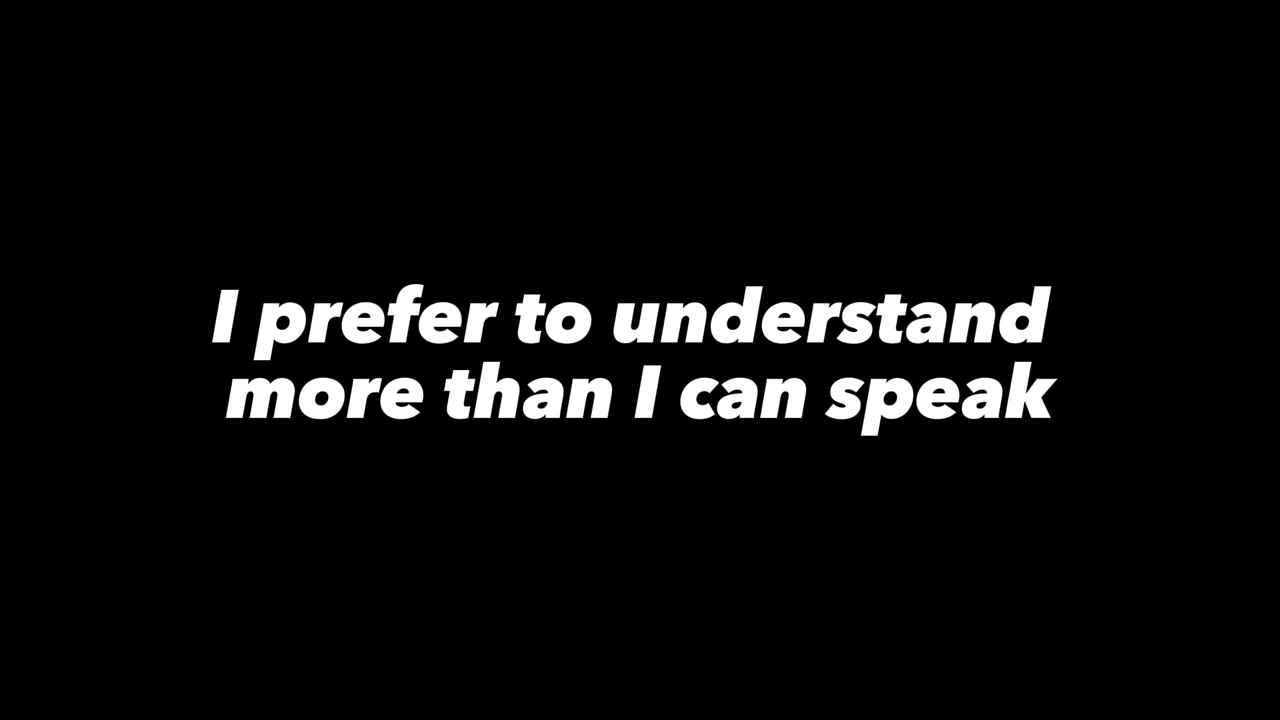 I prefer to understand
more than I can speak